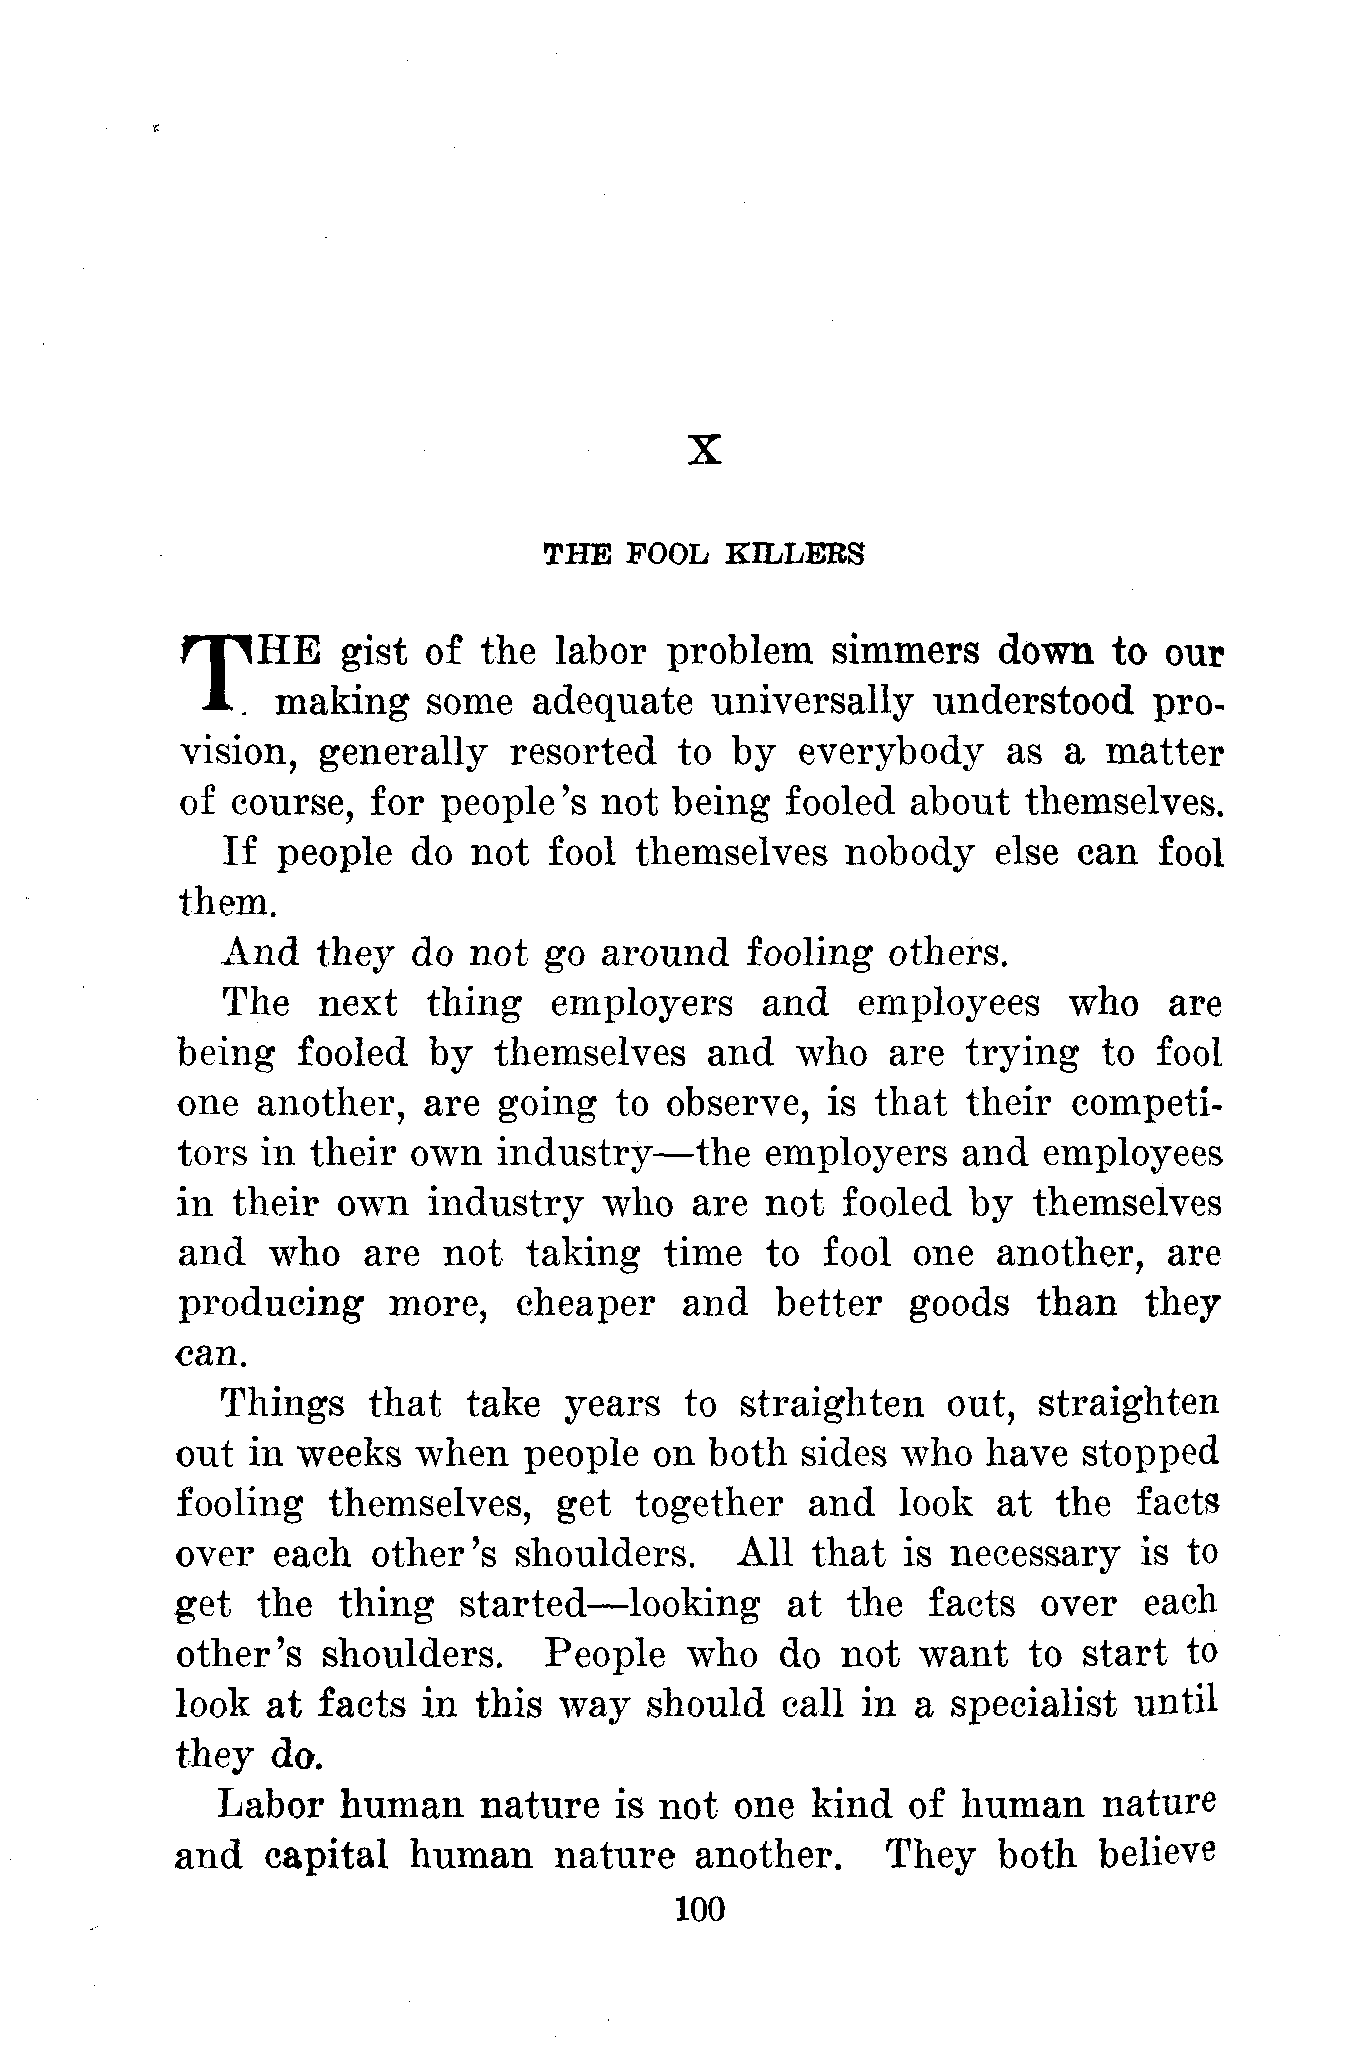 X
THE FOOL KILLERS
THE gist of the labor problem simmers down to our
making some adequate universally understood pro-
vision, generally resorted to by everybody as a matter
of course, for people's not being fooled about themselves.
If people do not fool themselves nobody else can fool
them.
And they do not go around fooling others.
The next thing employers and employees who are
being fooled by themselves and who are trying to fool
one another, are going to observe, is that their competi-
tors in their own industry—the employers and employees
in their own industry who are not fooled by themselves
and who are not taking time to fool one another, are
producing more, cheaper and better goods than they
can.
Things that take years to straighten out, straighten
out in weeks when people on both sides who have stopped
fooling themselves, get together and look at the facts
over each other's shoulders. All that is necessary is to
get the thing started—looking at the facts over each
other's shoulders. People who do not want to start to
look at facts in this way should call in a specialist until
they do.
Labor human nature is not one kind of human nature
and capital human nature another. They both believe
100